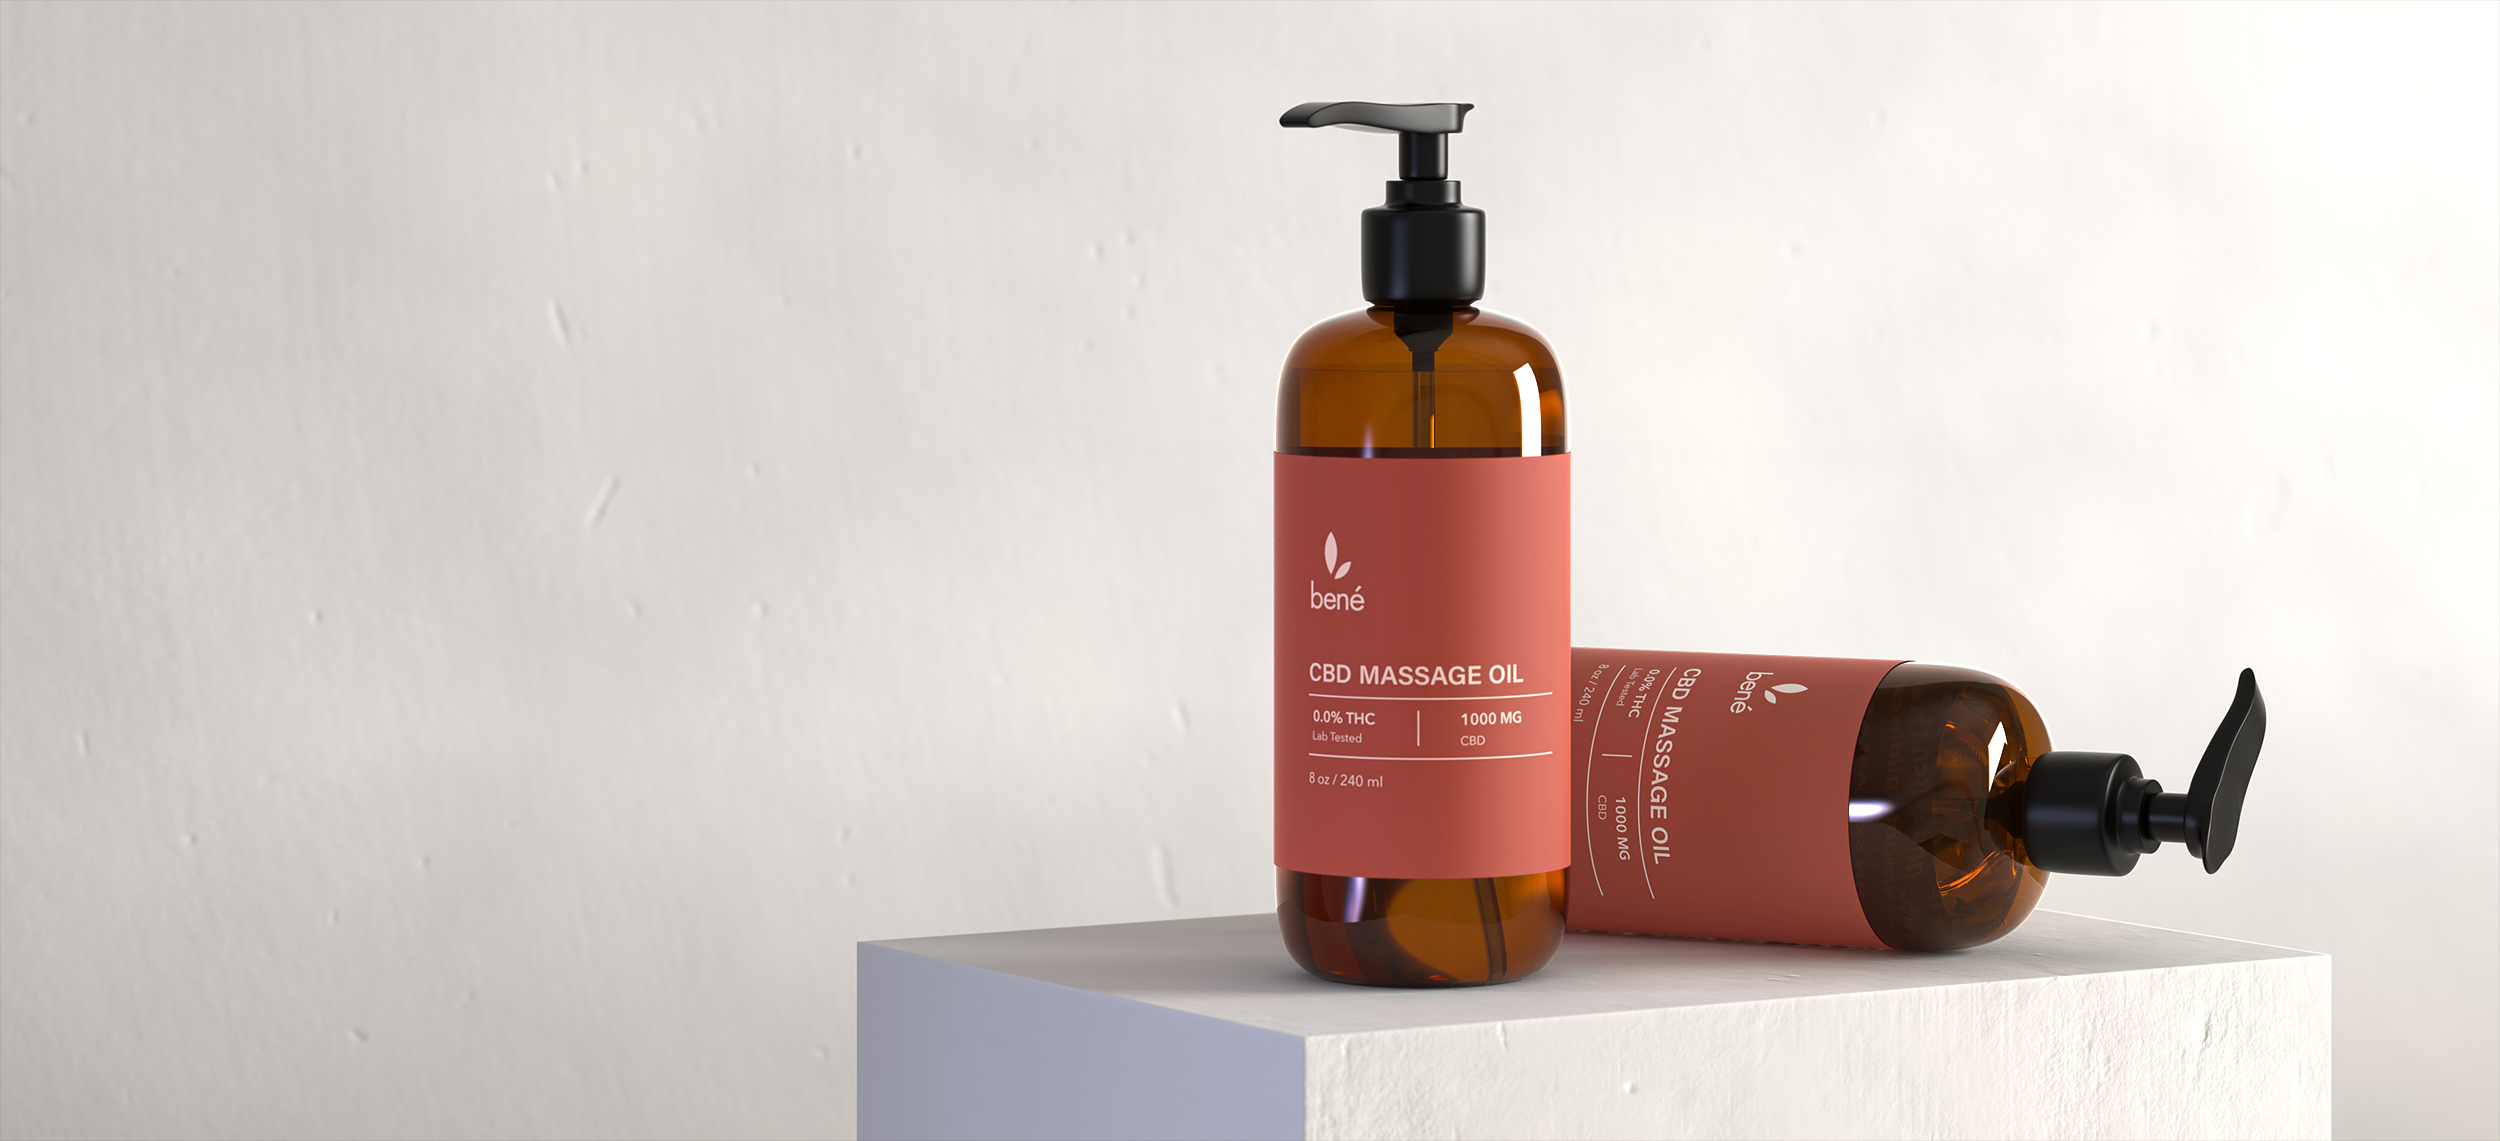 bené
CBD MASSAGE OIL
0.0% THC
1000 MG
Lab Tested
CBD
8 oz / 240 ml
bené
CBD MASSAGE OIL
0.0% THC
1000 MG
Lab Tested
CBD
8 oz / 240 ml